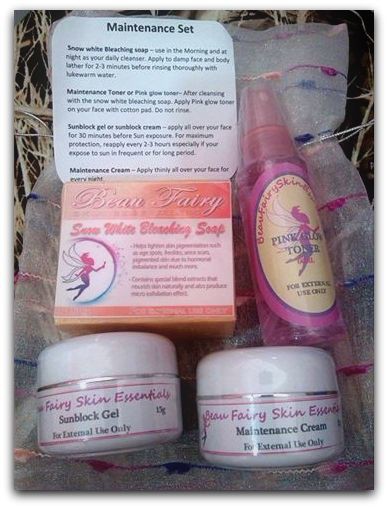 Maintenance Set
Snow white Bleaching soap – use in the Morning and at
night as your daily cleanser. Apply to damp face and body
lather for 2-3 minutes before rinsing thoroughly with
lukewarm water.
Maintenance Toner or Pink glow toner– After cleansing
with the snow white bleaching soap. Apply Pink glow toner
on your face with cotton pad. Do not rinse.
Sunblock gel or sunblock cream – apply all over your face
for 30 minutes before Sun exposure. For maximum
protection, reapply every 2-3 hours especially if your
expose to sun in frequent or for long period.
Maintenance Cream – Apply thinly all over your face for
every night.
Beau Fairy
Snow White Bleaching Soap
- Helps lighten skin pigmentation such
as age spots, freckles, acne scars,
pigmented skin due to its hormonal
imbalance and much more.
- Contains special blend extracts that
nourishes skin naturally and also produce
micro exfoliation effect.
BeauFairySkin
PINK GLOW
TONER
FOR EXTERNAL
USE ONLY
Beau Fairy Skin Essentials
Sunblock Gel 15g
For External Use Only
Beau Fairy Skin Essentials
Maintenance Cream
For External Use Only